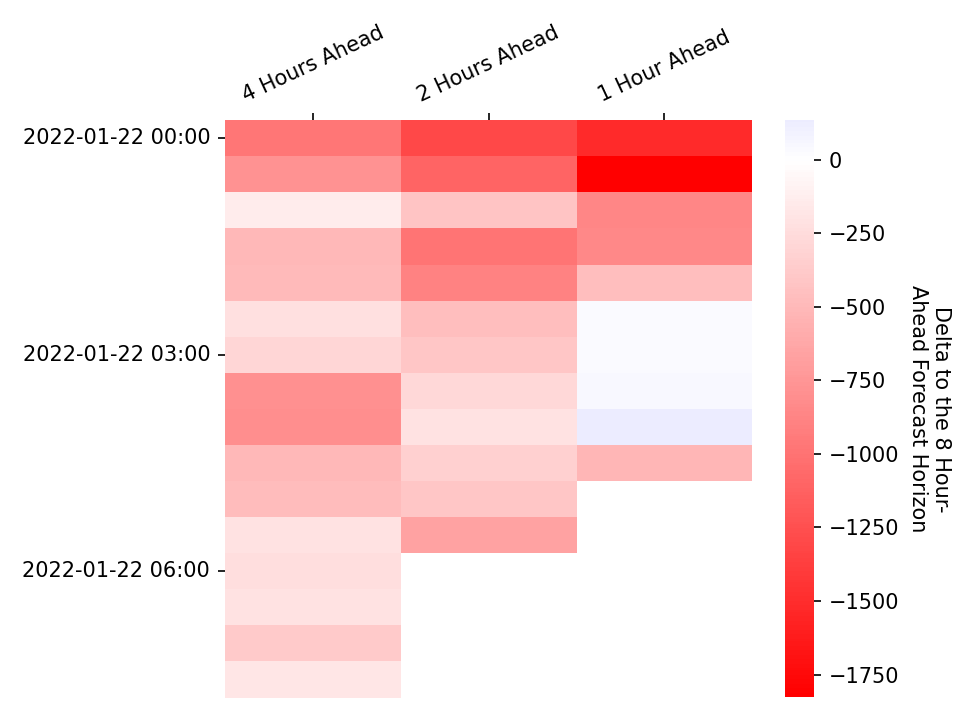 4 Hours Ahead
2 Hours Ahead
1 Hour Ahead
2022-01-22 00:00
2022-01-22 03:00
2022-01-22 06:00
0
−250
−500
−750
−1000
−1250
−1500
−1750
Delta to the 8 Hour-
Ahead Forecast Horizon